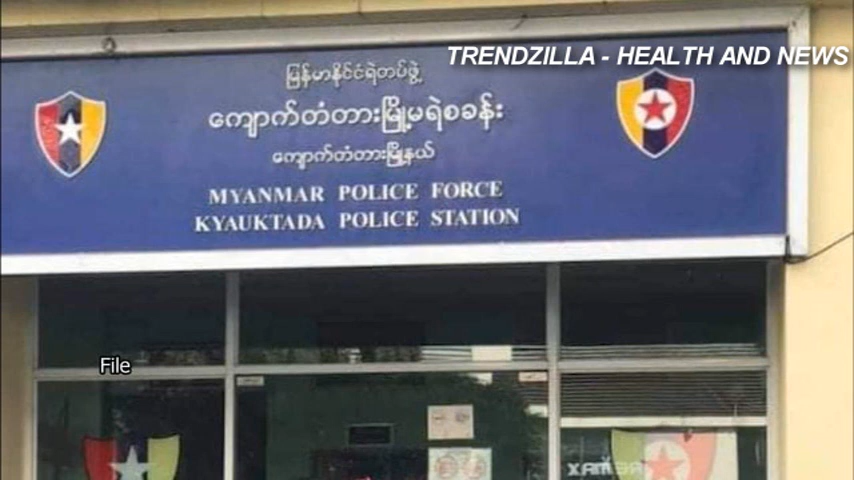 TRENDZILLA - HEALTH AND NEWS
မြန်မာနိုင်ငံရဲတပ်ဖွဲ့
ကျောက်တံတားမြို့မရဲစခန်း
ကျောက်တံတားမြို့နယ်
MYANMAR POLICE FORCE
KYAUKTADA POLICE STATION
File